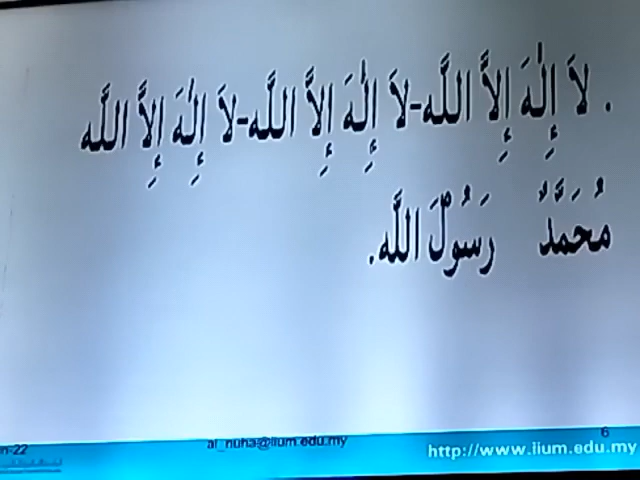 . لاَ إِلٰهَ إِلاَّ اللَّه-لاَ إِلٰهَ إِلاَّ اللَّه-لاَ إِلٰهَ إِلاَّ اللَّه
مُحَمَّدٌ رَسُوْلَ اللَّه.
6
n-22
al_nuha@iium.edu.my
http://www.iium.edu.my